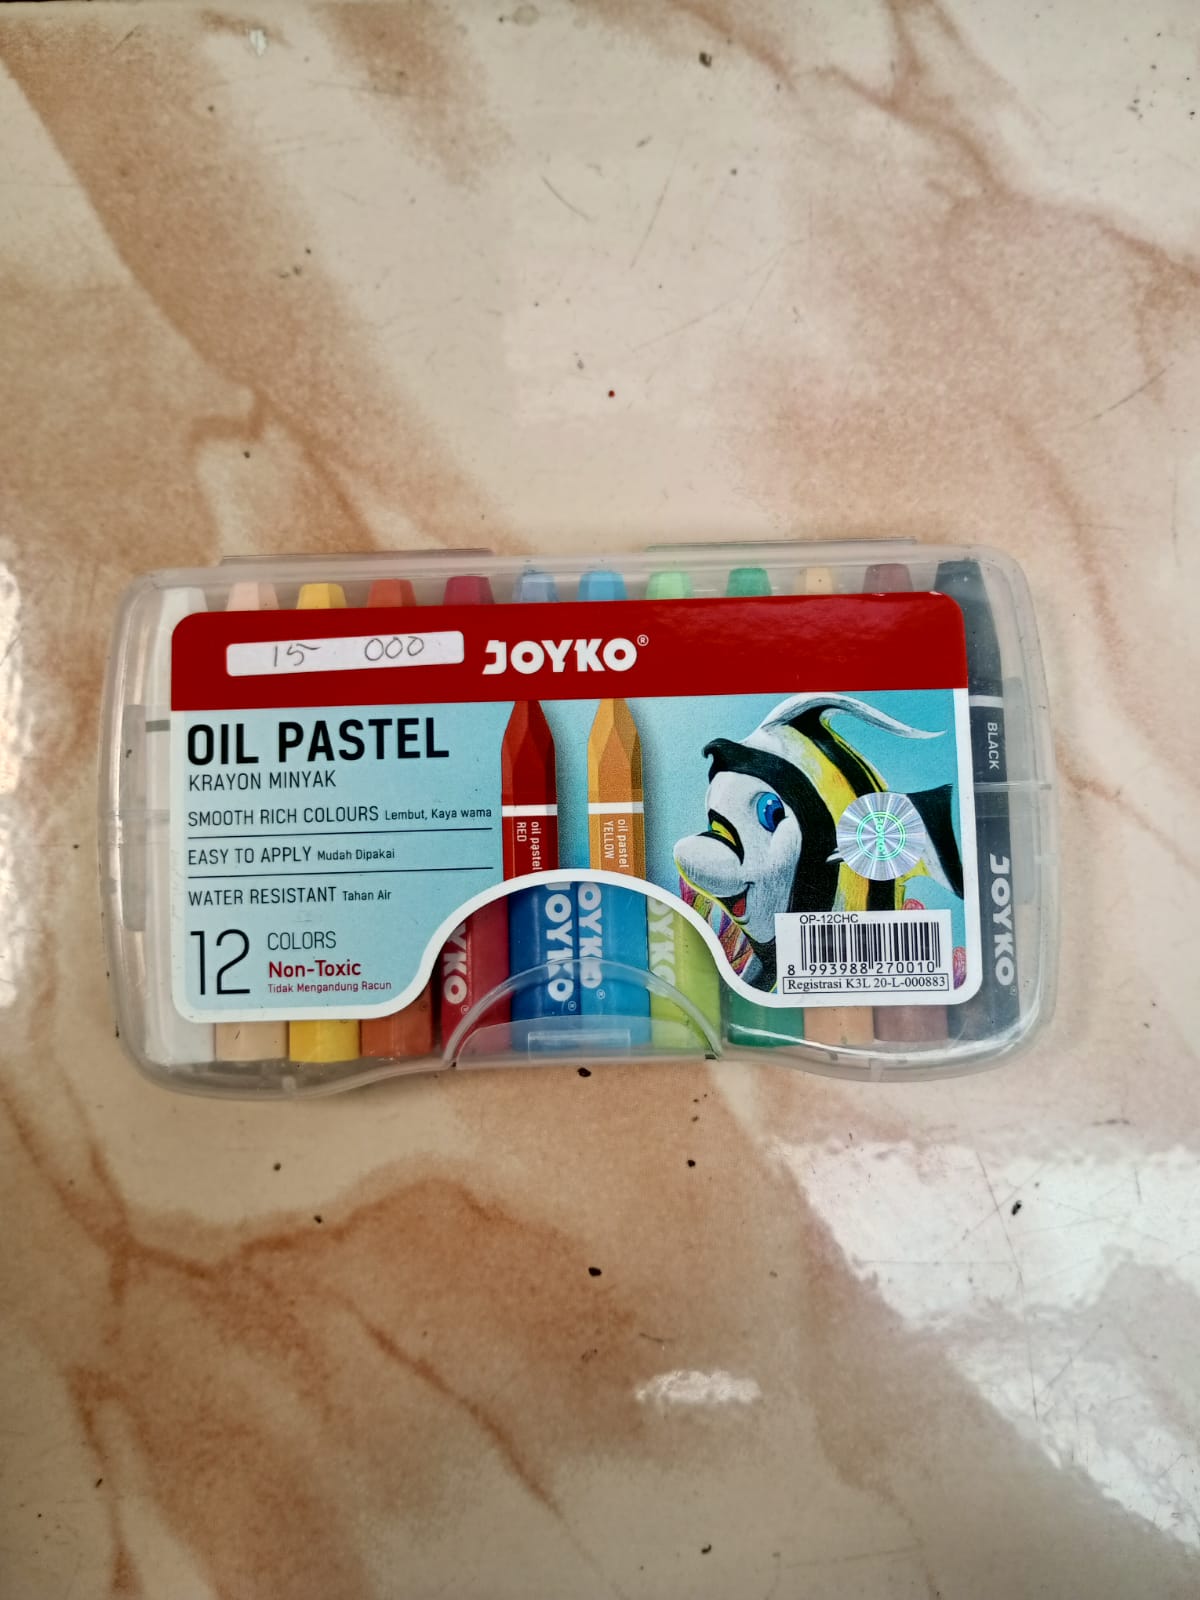 15 000
JOYKO®
OIL PASTEL
KRAYON MINYAK
SMOOTH RICH COLOURS Lembut, Kaya warna
EASY TO APPLY Mudah Dipakai
WATER RESISTANT Tahan Air
12 COLORS
Non-Toxic
Tidak Mengandung Racun
oil pastel
RED
oil pastel
YELLOW
JOYKO
OP-12CHC
8 993988 270010
Registrasi K3L 20-L-000883
BLACK
JOYKO
YKO
JOYKO
OYKO